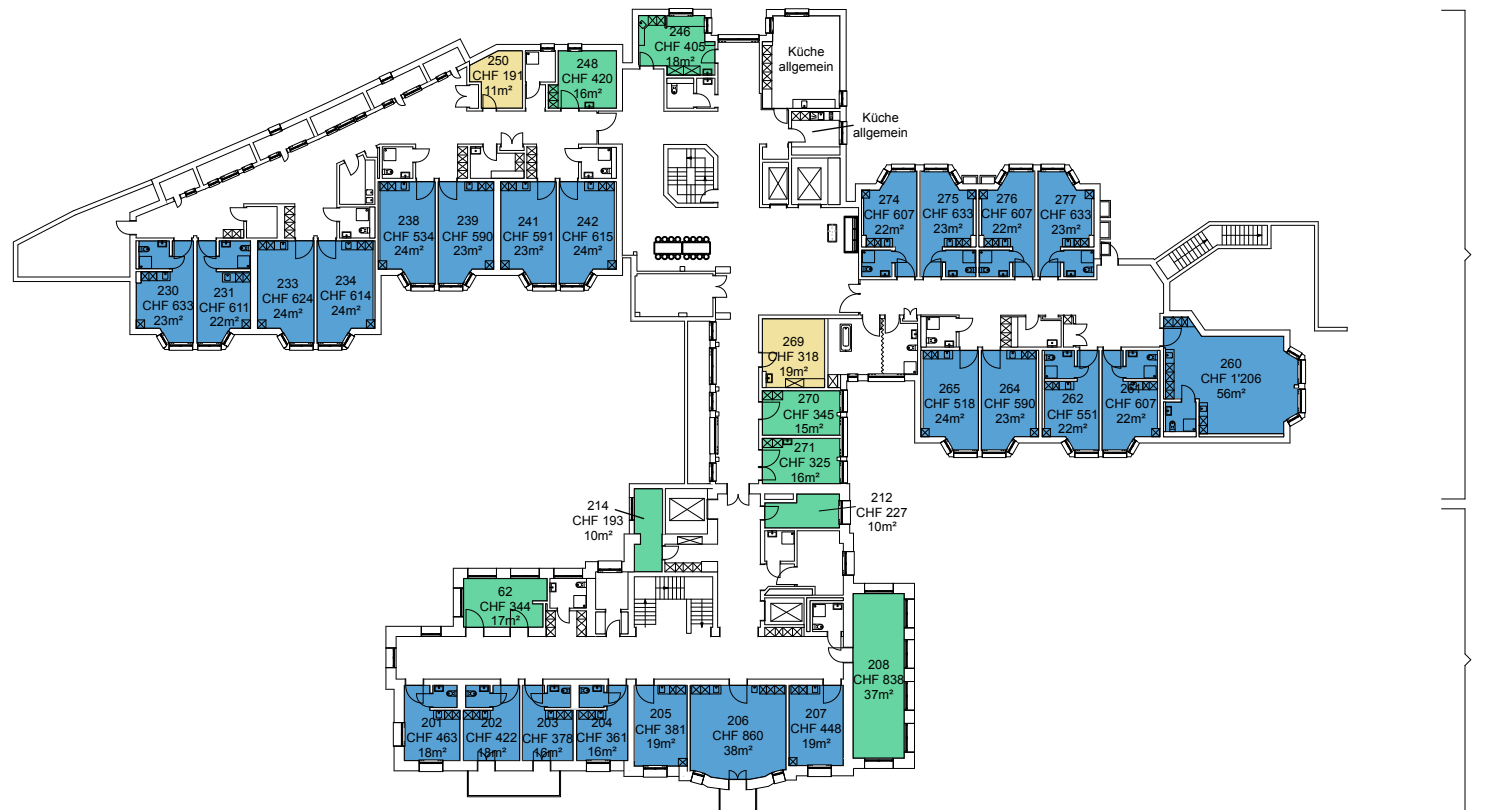 246
CHF 405
18m²
Küche
allgemein
250
CHF 191
11m²
248
CHF 420
16m²
Küche
allgemein
238
CHF 534
24m²
239
CHF 590
23m²
241
CHF 591
23m²
242
CHF 615
24m²
274
CHF 607
22m²
275
CHF 633
23m²
276
CHF 607
22m²
277
CHF 633
23m²
230
CHF 633
23m²
231
CHF 611
22m²
233
CHF 624
24m²
234
CHF 614
24m²
269
CHF 318
19m²
265
CHF 518
24m²
264
CHF 590
23m²
262
CHF 551
22m²
261
CHF 607
22m²
260
CHF 1'206
56m²
270
CHF 345
15m²
271
CHF 325
16m²
214
CHF 193
10m²
212
CHF 227
10m²
62
CHF 344
17m²
208
CHF 838
37m²
201
CHF 463
18m²
202
CHF 422
18m²
203
CHF 378
16m²
204
CHF 361
16m²
205
CHF 381
19m²
206
CHF 860
38m²
207
CHF 448
19m²